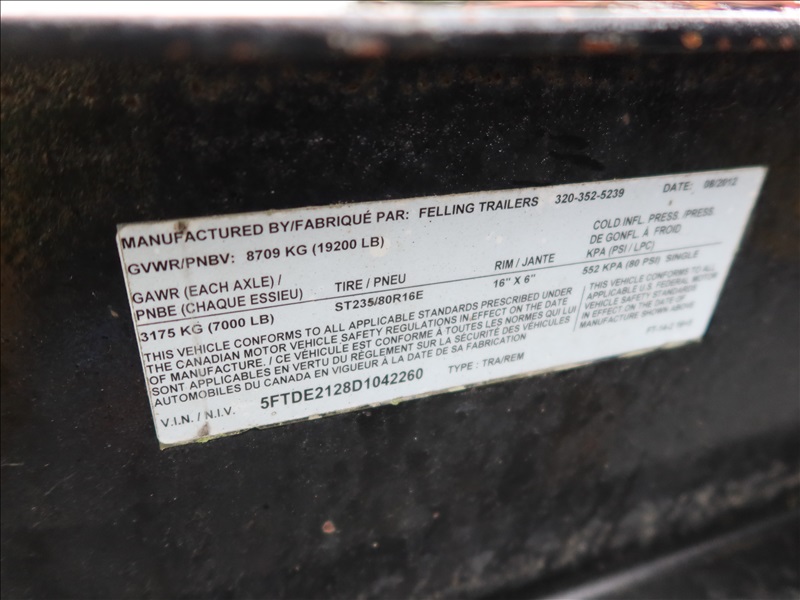 MANUFACTURED BY/FABRIQUÉ PAR: FELLING TRAILERS 320-352-5239 DATE: 08/2012
GVWR/PNBV: 8709 KG (19200 LB)
GAWR (EACH AXLE) /
PNBE (CHAQUE ESSIEU)
3175 KG (7000 LB)
TIRE / PNEU
ST235/80R16E
RIM / JANTE
16" X 6"
COLD INFL. PRESS. /PRESS.
DE GONFL. À FROID
KPA (PSI / LPC)
552 KPA (80 PSI) SINGLE
THIS VEHICLE CONFORMS TO ALL APPLICABLE STANDARDS PRESCRIBED UNDER
THE CANADIAN MOTOR VEHICLE SAFETY REGULATIONS IN EFFECT ON THE DATE
OF MANUFACTURE. / CE VÉHICULE EST CONFORME À TOUTES LES NORMES QUI LUI
SONT APPLICABLES EN VERTU DU RÈGLEMENT SUR LA SÉCURITÉ DES VÉHICULES
AUTOMOBILES DU CANADA EN VIGUEUR À LA DATE DE SA FABRICATION
THIS VEHICLE CONFORMS TO ALL
APPLICABLE U.S. FEDERAL MOTOR
VEHICLE SAFETY STANDARDS
IN EFFECT ON THE DATE OF
MANUFACTURE SHOWN ABOVE
V.I.N. / N.I.V. 5FTDE2128D1042260 TYPE : TRA/REM